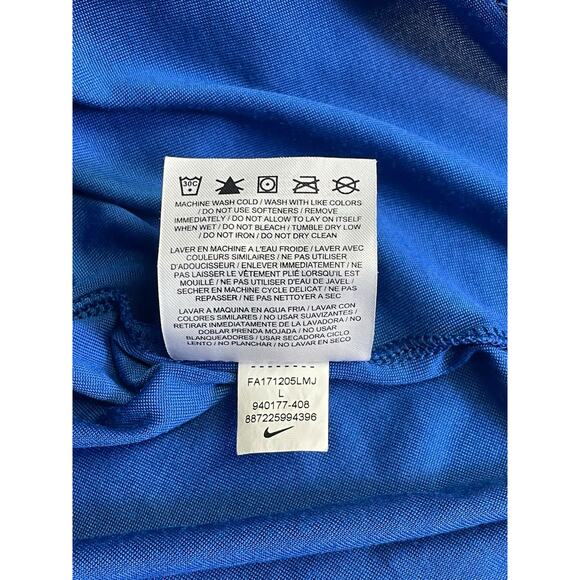 30C
MACHINE WASH COLD / WASH WITH LIKE COLORS
/ DO NOT USE SOFTENERS / REMOVE
IMMEDIATELY / DO NOT ALLOW TO LAY ON ITSELF
WHEN WET / DO NOT BLEACH / TUMBLE DRY LOW
/ DO NOT IRON / DO NOT DRY CLEAN
LAVER EN MACHINE A L'EAU FROIDE / LAVER AVEC
COULEURS SIMILAIRES / NE PAS UTILISER
D'ADOUCISSEUR / ENLEVER IMMEDIATEMENT / NE
PAS LAISSER LE VÊTEMENT PLIÉ LORSQU'IL EST
MOUILLÉ / NE PAS UTILISER D'EAU DE JAVEL /
SECHER EN MACHINE CYCLE DELICAT / NE PAS
REPASSER / NE PAS NETTOYER A SEC
LAVAR A MAQUINA EN AGUA FRIA / LAVAR CON
COLORES SIMILARES / NO USAR SUAVIZANTES /
RETIRAR INMEDIATAMENTE DE LA LAVADORA / NO
DOBLAR PRENDA MOJADA / NO USAR
BLANQUEADORES / USAR SECADORA CICLO
LENTO / NO PLANCHAR / NO LAVAR EN SECO
FA171205LMJ
L
940177-408
887225994396